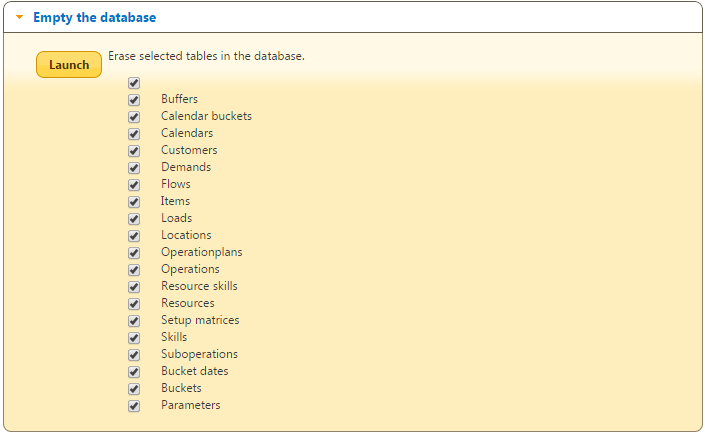 Empty the database
Launch
Erase selected tables in the database.
Buffers
Calendar buckets
Calendars
Customers
Demands
Flows
Items
Loads
Locations
Operationplans
Operations
Resource skills
Resources
Setup matrices
Skills
Suboperations
Bucket dates
Buckets
Parameters